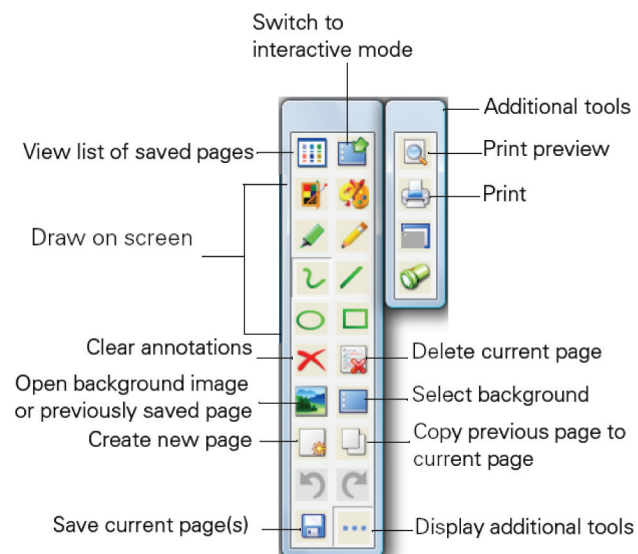 Switch to
interactive mode
Additional tools
View list of saved pages
Print preview
Print
Draw on screen
Clear annotations
Delete current page
Open background image
or previously saved page
Select background
Create new page
Copy previous page to
current page
Save current page(s)
Display additional tools